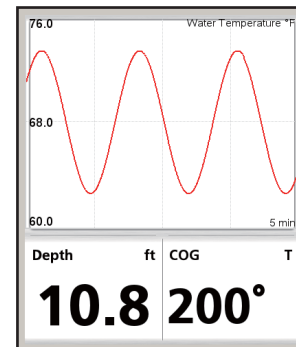 76.0 Water Temperature °F
68.0
60.0 5 min
Depth ft COG T
10.8 200°